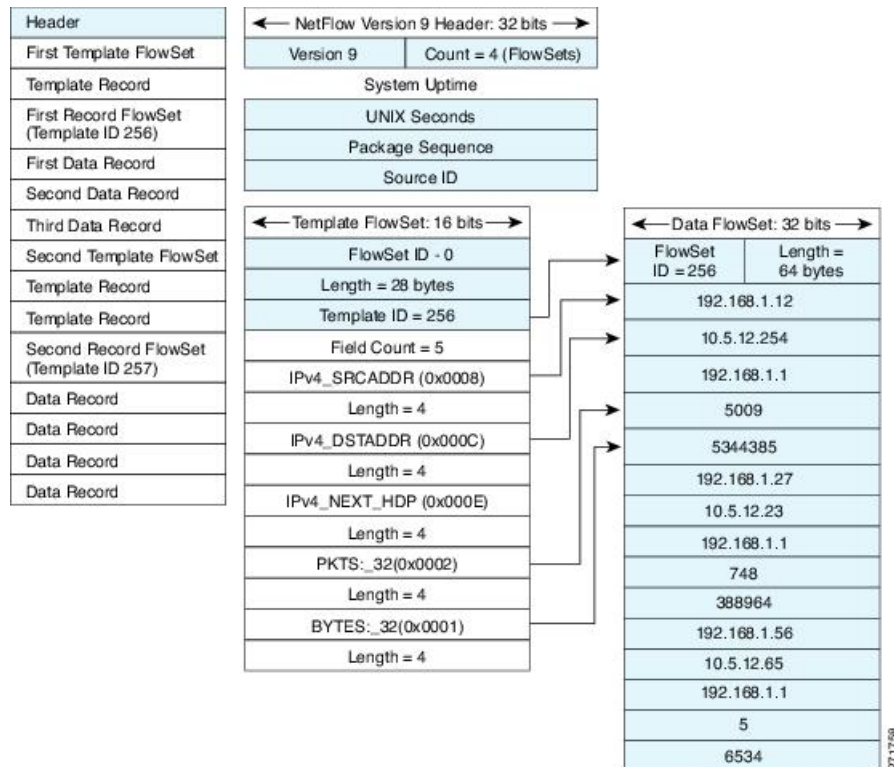 Header
First Template FlowSet
Template Record
First Record FlowSet
(Template ID 256)
First Data Record
Second Data Record
Third Data Record
Second Template FlowSet
Template Record
Template Record
Second Record FlowSet
(Template ID 257)
Data Record
Data Record
Data Record
Data Record
NetFlow Version 9 Header: 32 bits
Version 9
Count = 4 (FlowSets)
System Uptime
UNIX Seconds
Package Sequence
Source ID
Template FlowSet: 16 bits
FlowSet ID - 0
Length = 28 bytes
Template ID = 256
Field Count = 5
IPv4_SRCADDR (0x0008)
Length = 4
IPv4_DSTADDR (0x000C)
Length = 4
IPv4_NEXT_HDP (0x000E)
Length = 4
PKTS:_32(0x0002)
Length = 4
BYTES:_32(0x0001)
Length = 4
Data FlowSet: 32 bits
FlowSet
ID = 256
Length =
64 bytes
192.168.1.12
10.5.12.254
192.168.1.1
5009
5344385
192.168.1.27
10.5.12.23
192.168.1.1
748
388964
192.168.1.56
10.5.12.65
192.168.1.1
5
6534